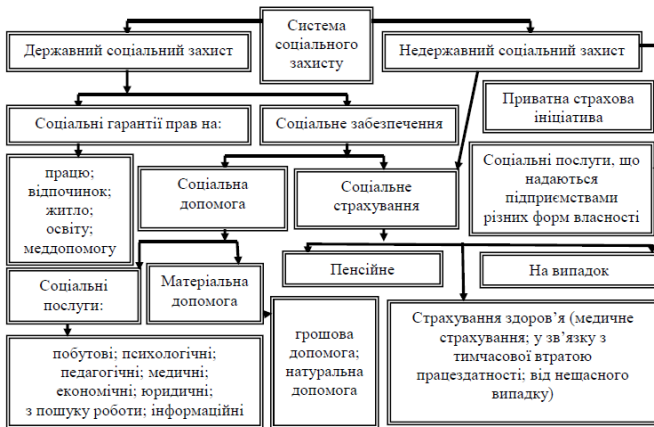 Система
соціального
захисту
Державний соціальний захист
Недержавний соціальний захист
Приватна страхова
ініціатива
Соціальні гарантії прав на:
Соціальне забезпечення
працю;
відпочинок;
житло;
освіту;
меддопомогу
Соціальна
допомога
Соціальне
страхування
Соціальні послуги, що
надаються
підприємствами
різних форм власності
Соціальні
послуги:
Матеріальна
допомога
Пенсійне
На випадок
побутові; психологічні;
педагогічні; медичні;
економічні; юридичні;
з пошуку роботи; інформаційні
грошова
допомога;
натуральна
допомога
Страхування здоров’я (медичне
страхування; у зв’язку з
тимчасової втратою
працездатності; від нещасного
випадку)